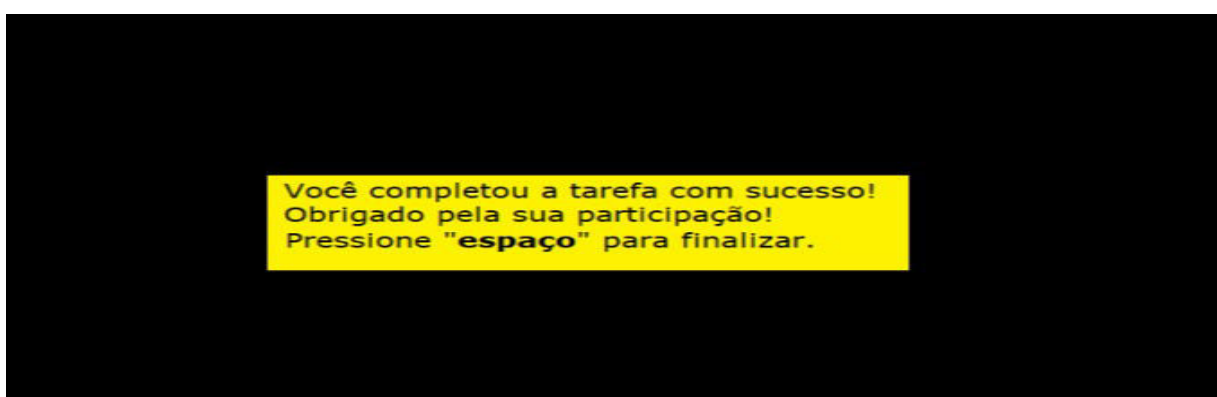 Você completou a tarefa com sucesso!
Obrigado pela sua participação!
Pressione "espaço" para finalizar.